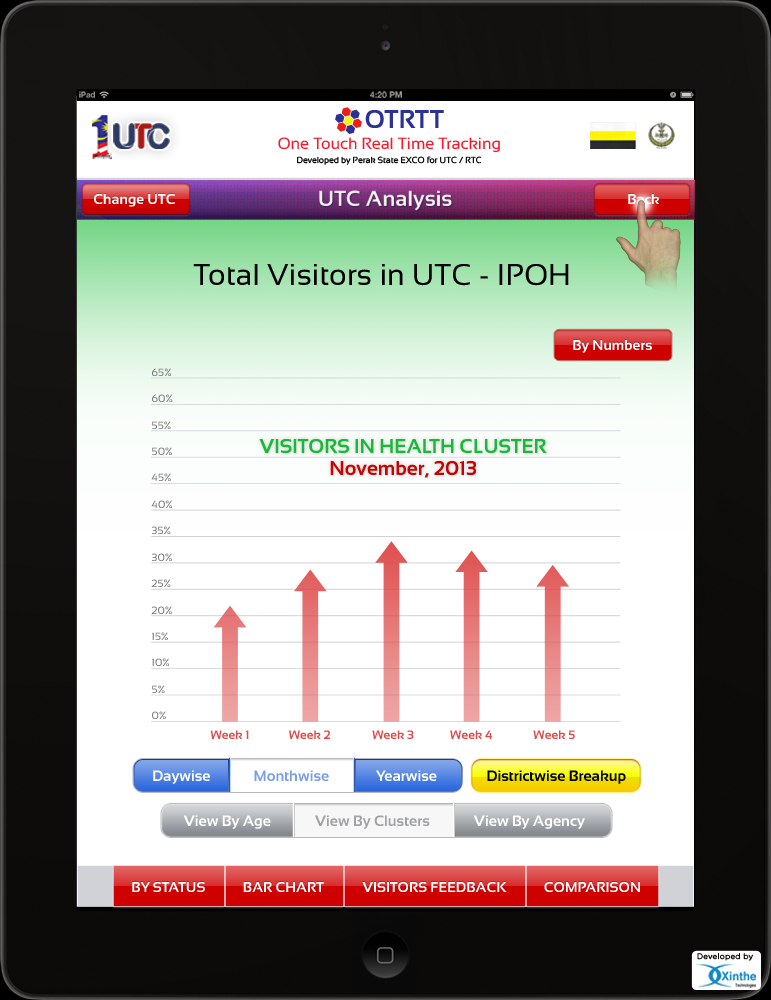 iPad
4:20 PM
1UTC
OTRTT
One Touch Real Time Tracking
Developed by Perak State EXCO for UTC / RTC
Change UTC
UTC Analysis
Back
Total Visitors in UTC - IPOH
By Numbers
65%
60%
55%
VISITORS IN HEALTH CLUSTER
50%
November, 2013
45%
40%
35%
30%
25%
20%
15%
10%
5%
0%
Week 1 Week 2 Week 3 Week 4 Week 5
Daywise Monthwise Yearwise Districtwise Breakup
View By Age View By Clusters View By Agency
BY STATUS BAR CHART VISITORS FEEDBACK COMPARISON
Developed by
Xinthe
Technologies